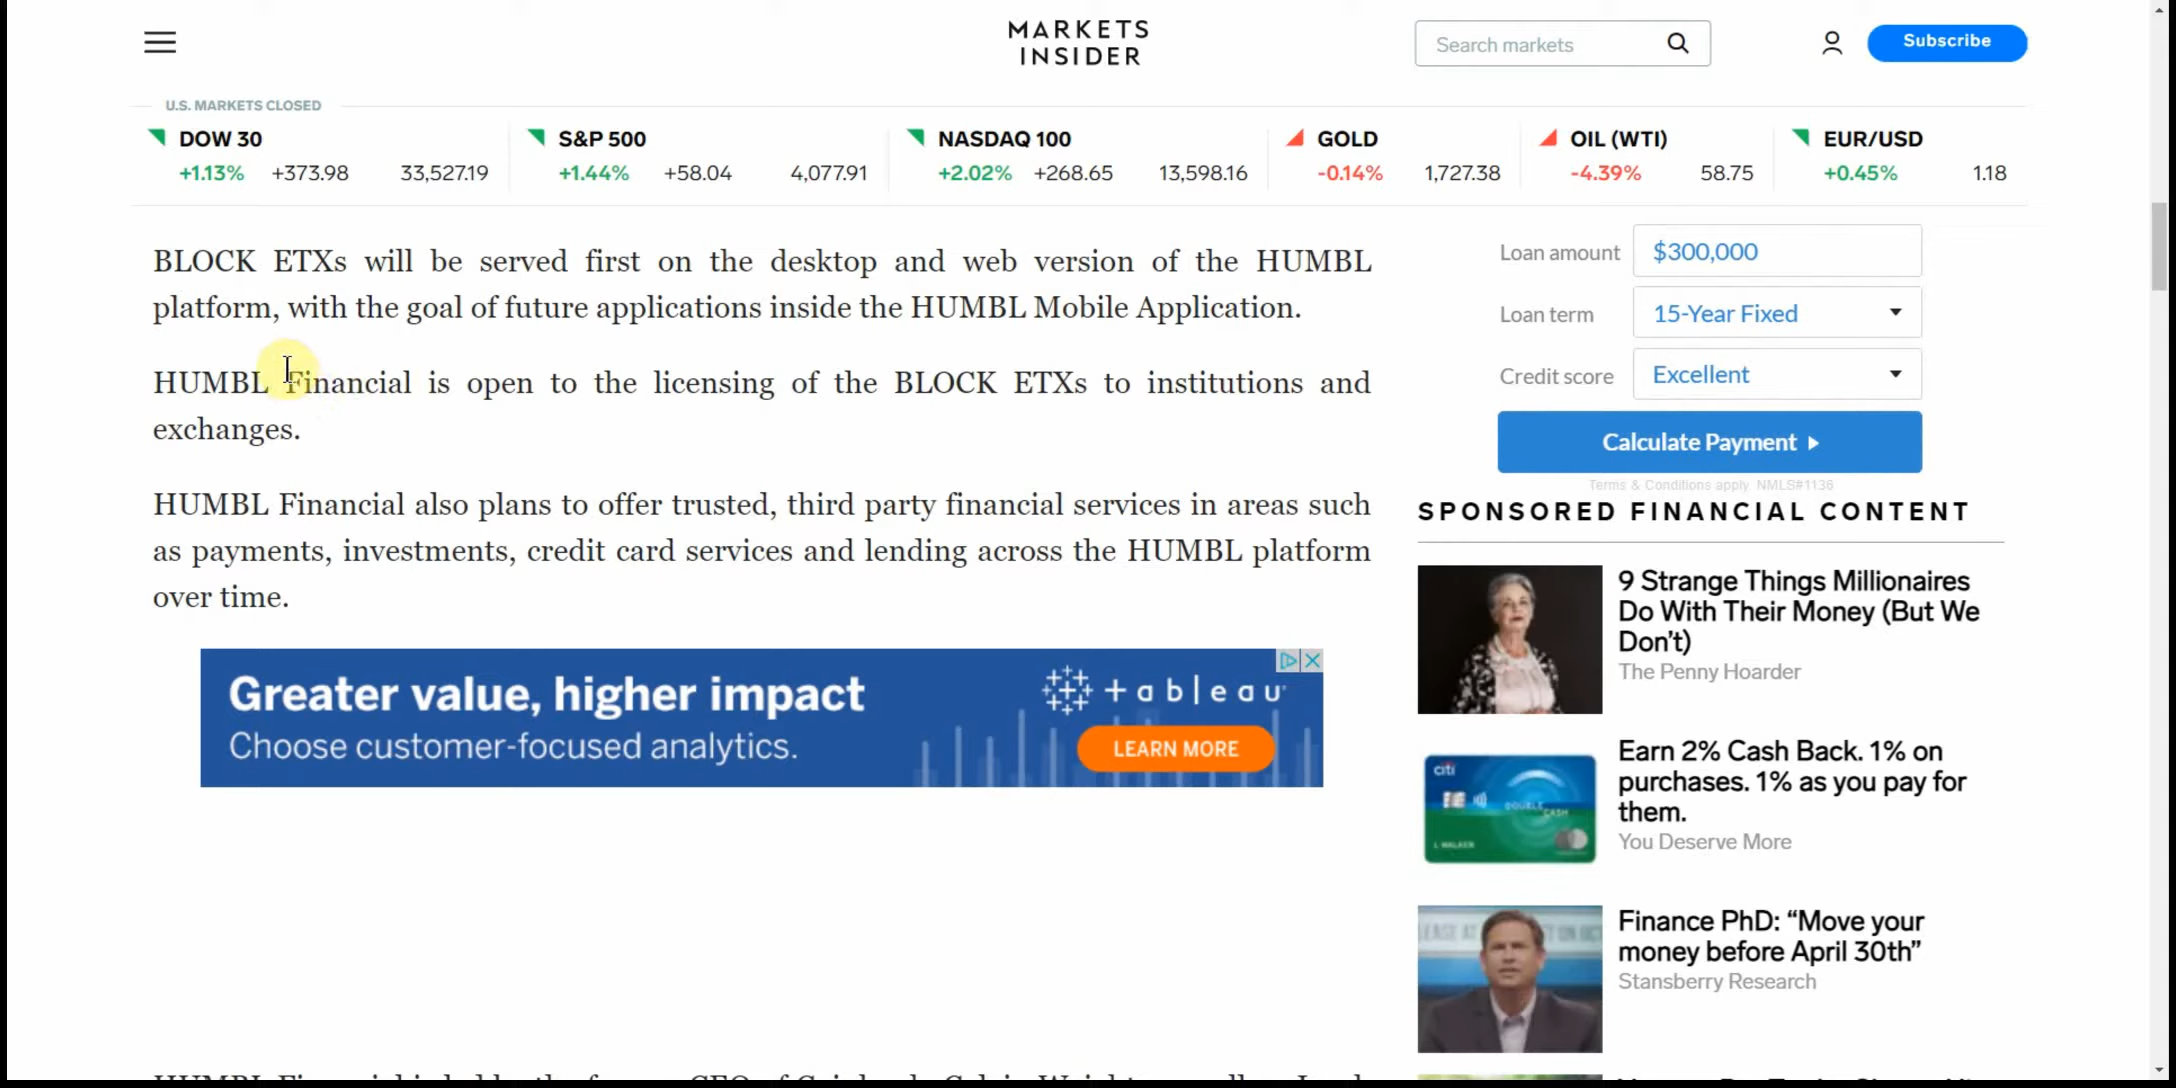 MARKETS
INSIDER
Search markets
Subscribe
U.S. MARKETS CLOSED
DOW 30
+1.13% +373.98 33,527.19
S&P 500
+1.44% +58.04 4,077.91
NASDAQ 100
+2.02% +268.65 13,598.16
GOLD
-0.14% 1,727.38
OIL (WTI)
-4.39% 58.75
EUR/USD
+0.45% 1.18
BLOCK ETXs will be served first on the desktop and web version of the HUMBL
platform, with the goal of future applications inside the HUMBL Mobile Application.
HUMBL Financial is open to the licensing of the BLOCK ETXs to institutions and
exchanges.
HUMBL Financial also plans to offer trusted, third party financial services in areas such
as payments, investments, credit card services and lending across the HUMBL platform
over time.
Greater value, higher impact
Choose customer-focused analytics.
+ a b | e a u
LEARN MORE
Loan amount $300,000
Loan term 15-Year Fixed
Credit score Excellent
Calculate Payment
Terms & Conditions apply. NMLS#1136
SPONSORED FINANCIAL CONTENT
9 Strange Things Millionaires
Do With Their Money (But We
Don't)
The Penny Hoarder
citi
DOUBLE
CASH
L WALKER
Earn 2% Cash Back. 1% on
purchases. 1% as you pay for
them.
You Deserve More
Finance PhD: “Move your
money before April 30th”
Stansberry Research